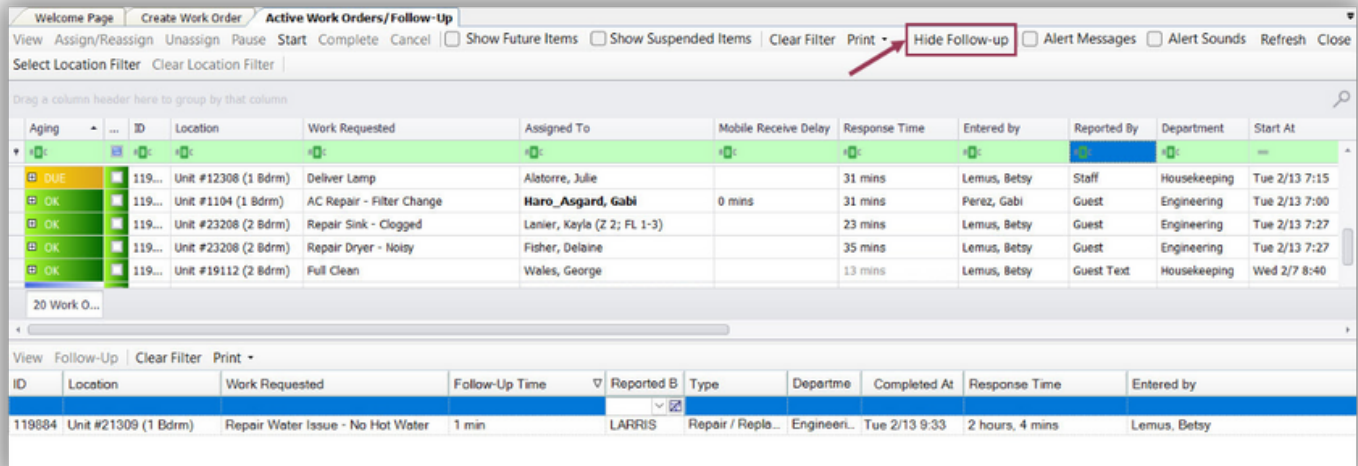 Welcome Page Create Work Order Active Work Orders/Follow-Up
View Assign/Reassign Unassign Pause Start Complete Cancel Show Future Items Show Suspended Items Clear Filter Print Hide Follow-up Alert Messages Alert Sounds Refresh Close
Select Location Filter Clear Location Filter
Drag a column header here to group by that column
Aging ... ID Location Work Requested Assigned To Mobile Receive Delay Response Time Entered by Reported By Department Start At
DUE 119... Unit #12308 (1 Bdrm) Deliver Lamp Alatorre, Julie 31 mins Lemus, Betsy Staff Housekeeping Tue 2/13 7:15
OK 119... Unit #1104 (1 Bdrm) AC Repair - Filter Change Haro_Asgard, Gabi 0 mins 31 mins Perez, Gabi Guest Engineering Tue 2/13 7:00
OK 119... Unit #23208 (2 Bdrm) Repair Sink - Clogged Lanier, Kayla (Z 2; FL 1-3) 23 mins Lemus, Betsy Guest Engineering Tue 2/13 7:27
OK 119... Unit #23208 (2 Bdrm) Repair Dryer - Noisy Fisher, Delaine 35 mins Lemus, Betsy Guest Engineering Tue 2/13 7:27
OK 119... Unit #19112 (2 Bdrm) Full Clean Wales, George 13 mins Lemus, Betsy Guest Text Housekeeping Wed 2/7 8:40
20 Work O...
View Follow-Up Clear Filter Print
ID Location Work Requested Follow-Up Time Reported B Type Departme Completed At Response Time Entered by
119884 Unit #21309 (1 Bdrm) Repair Water Issue - No Hot Water 1 min LARRIS Repair / Repla... Engineeri... Tue 2/13 9:33 2 hours, 4 mins Lemus, Betsy